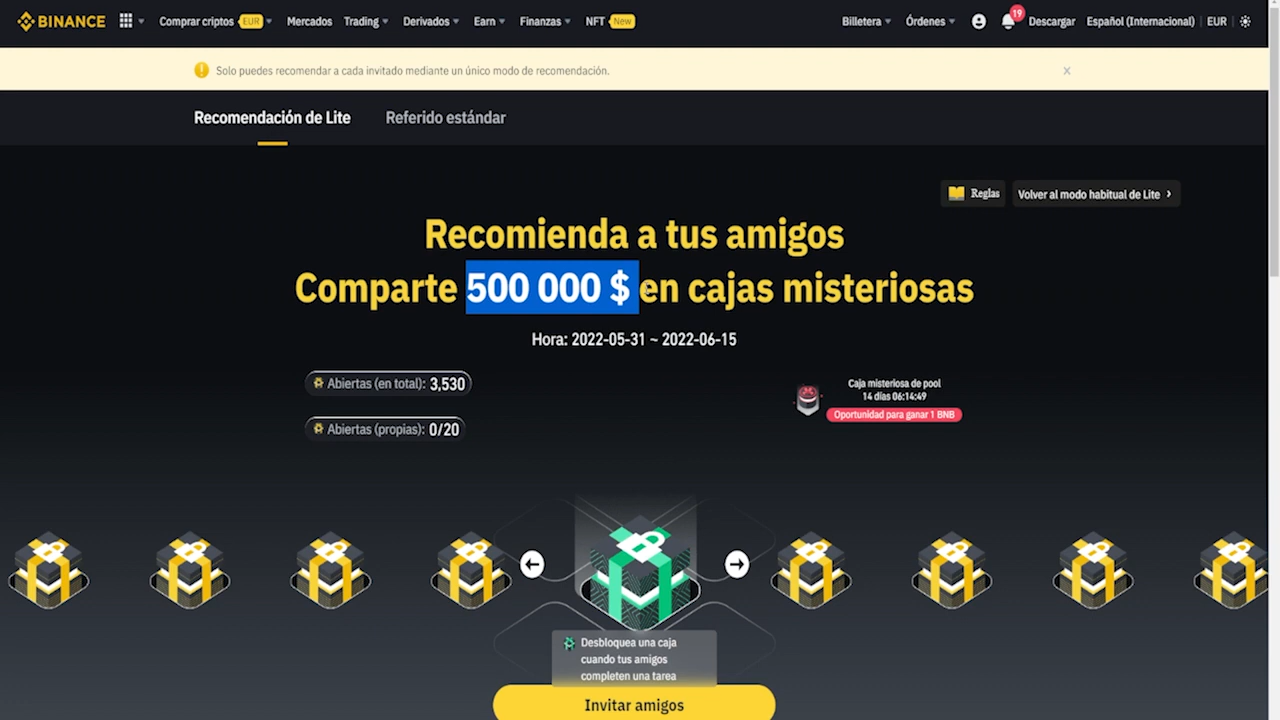 BINANCE Comprar criptos EUR Mercados Trading Derivados Earn Finanzas NFT New Billetera Órdenes 19 Descargar Español (Internacional) EUR
Solo puedes recomendar a cada invitado mediante un único modo de recomendación.
Recomendación de Lite Referido estándar
Reglas Volver al modo habitual de Lite
Recomienda a tus amigos
Comparte 500 000 $ en cajas misteriosas
Hora: 2022-05-31 ~ 2022-06-15
Abiertas (en total): 3,530
Caja misteriosa de pool
14 días 06:14:49
Oportunidad para ganar 1 BNB
Abiertas (propias): 0/20
Desbloquea una caja
cuando tus amigos
completen una tarea
Invitar amigos